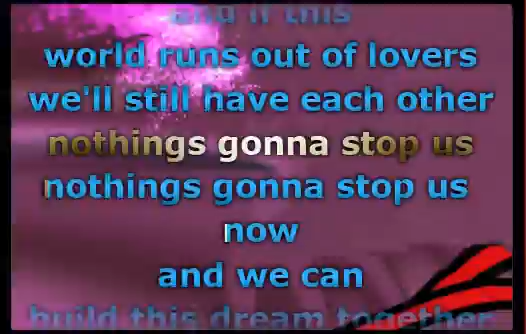 and if this
world runs out of lovers
we'll still have each other
nothings gonna stop us
nothings gonna stop us
now
and we can
build this dream together